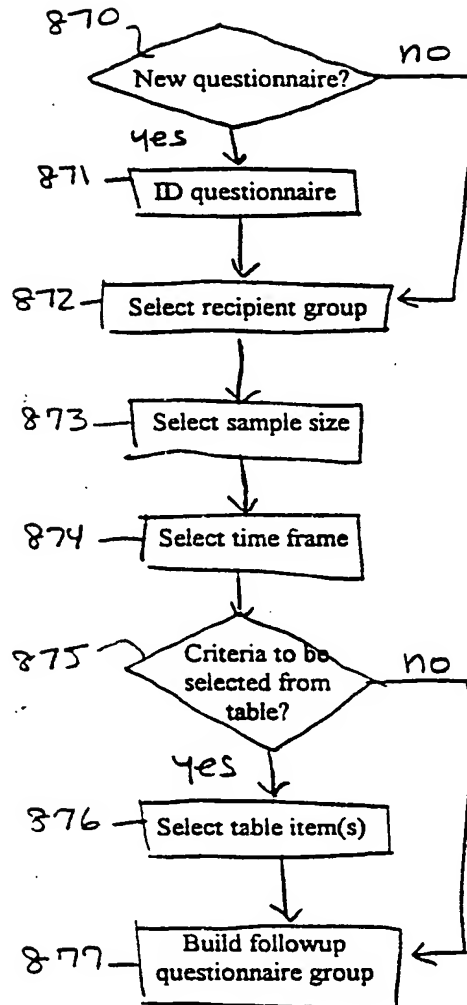 870
New questionnaire?
no
yes
871
ID questionnaire
872
Select recipient group
873
Select sample size
874
Select time frame
875
Criteria to be
selected from
table?
no
yes
876
Select table item(s)
877
Build followup
questionnaire group